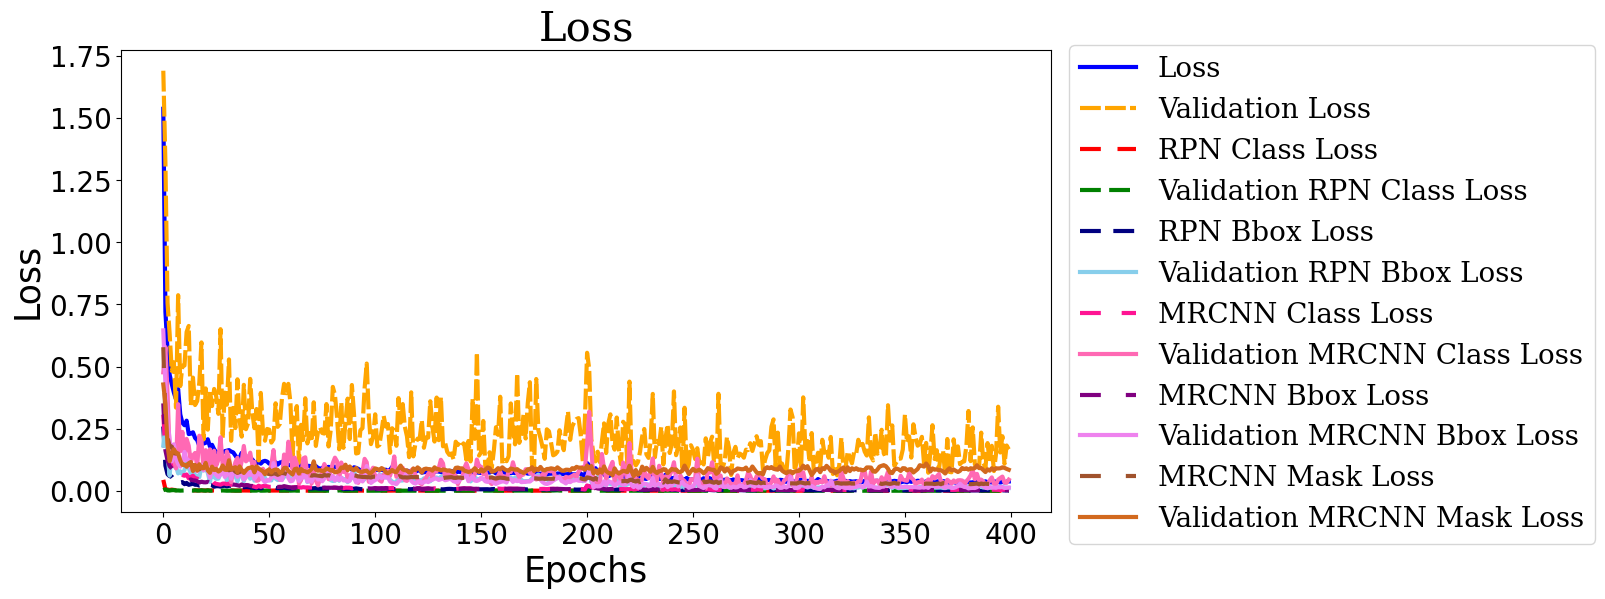 Loss
1.75
1.50
1.25
1.00
0.75
0.50
0.25
0.00
Loss
0 50 100 150 200 250 300 350 400
Epochs
Loss
Validation Loss
RPN Class Loss
Validation RPN Class Loss
RPN Bbox Loss
Validation RPN Bbox Loss
MRCNN Class Loss
Validation MRCNN Class Loss
MRCNN Bbox Loss
Validation MRCNN Bbox Loss
MRCNN Mask Loss
Validation MRCNN Mask Loss